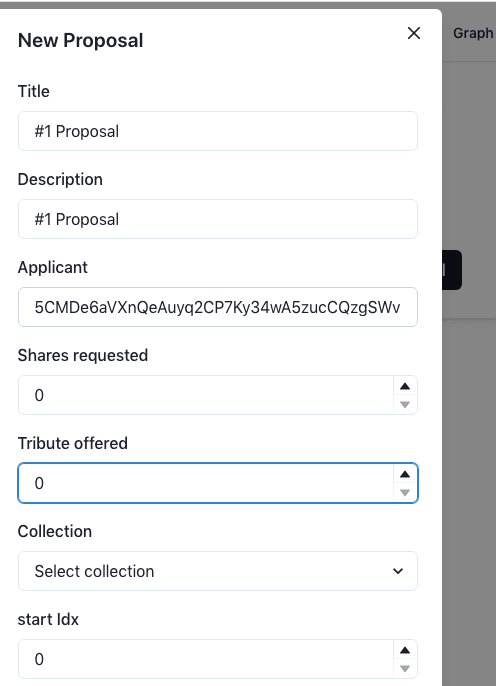 New Proposal
Graph
Title
#1 Proposal
Description
#1 Proposal
Applicant
5CMDe6aVXnQeAuyq2CP7Ky34wA5zucCQzgSWv
Shares requested
0
Tribute offered
0
Collection
Select collection
start Idx
0